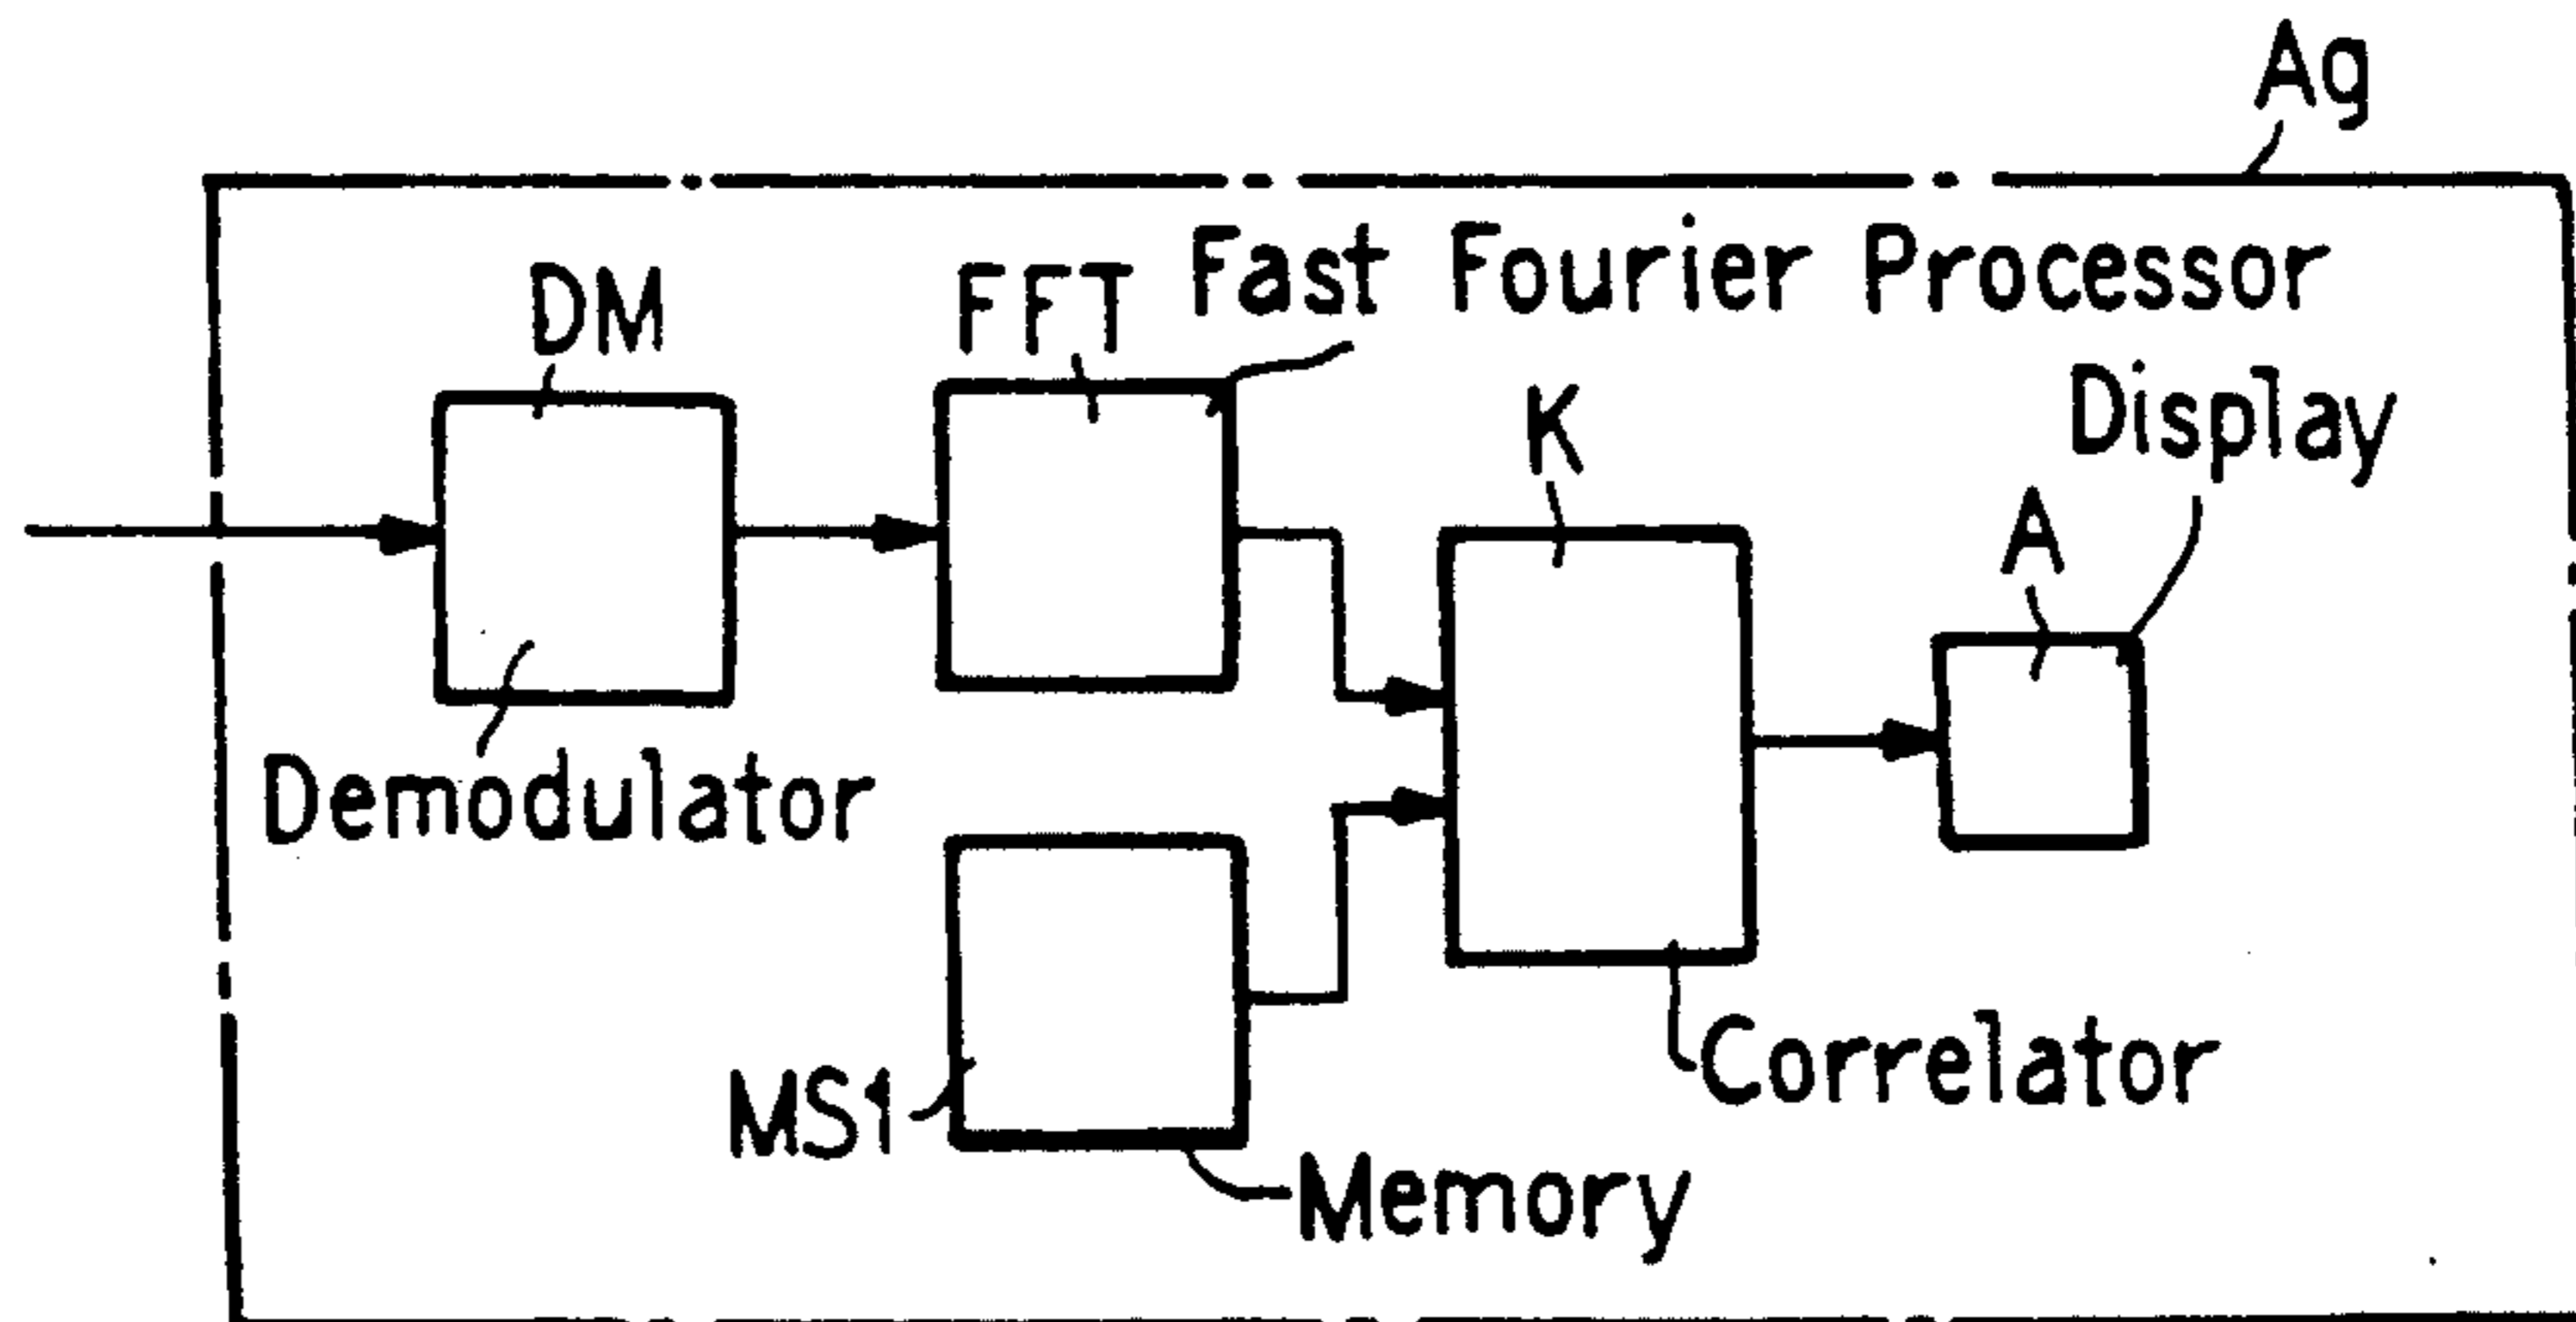 Ag
Fast Fourier Processor
DM
FFT
Display
K
A
Demodulator
Correlator
MS1
Memory